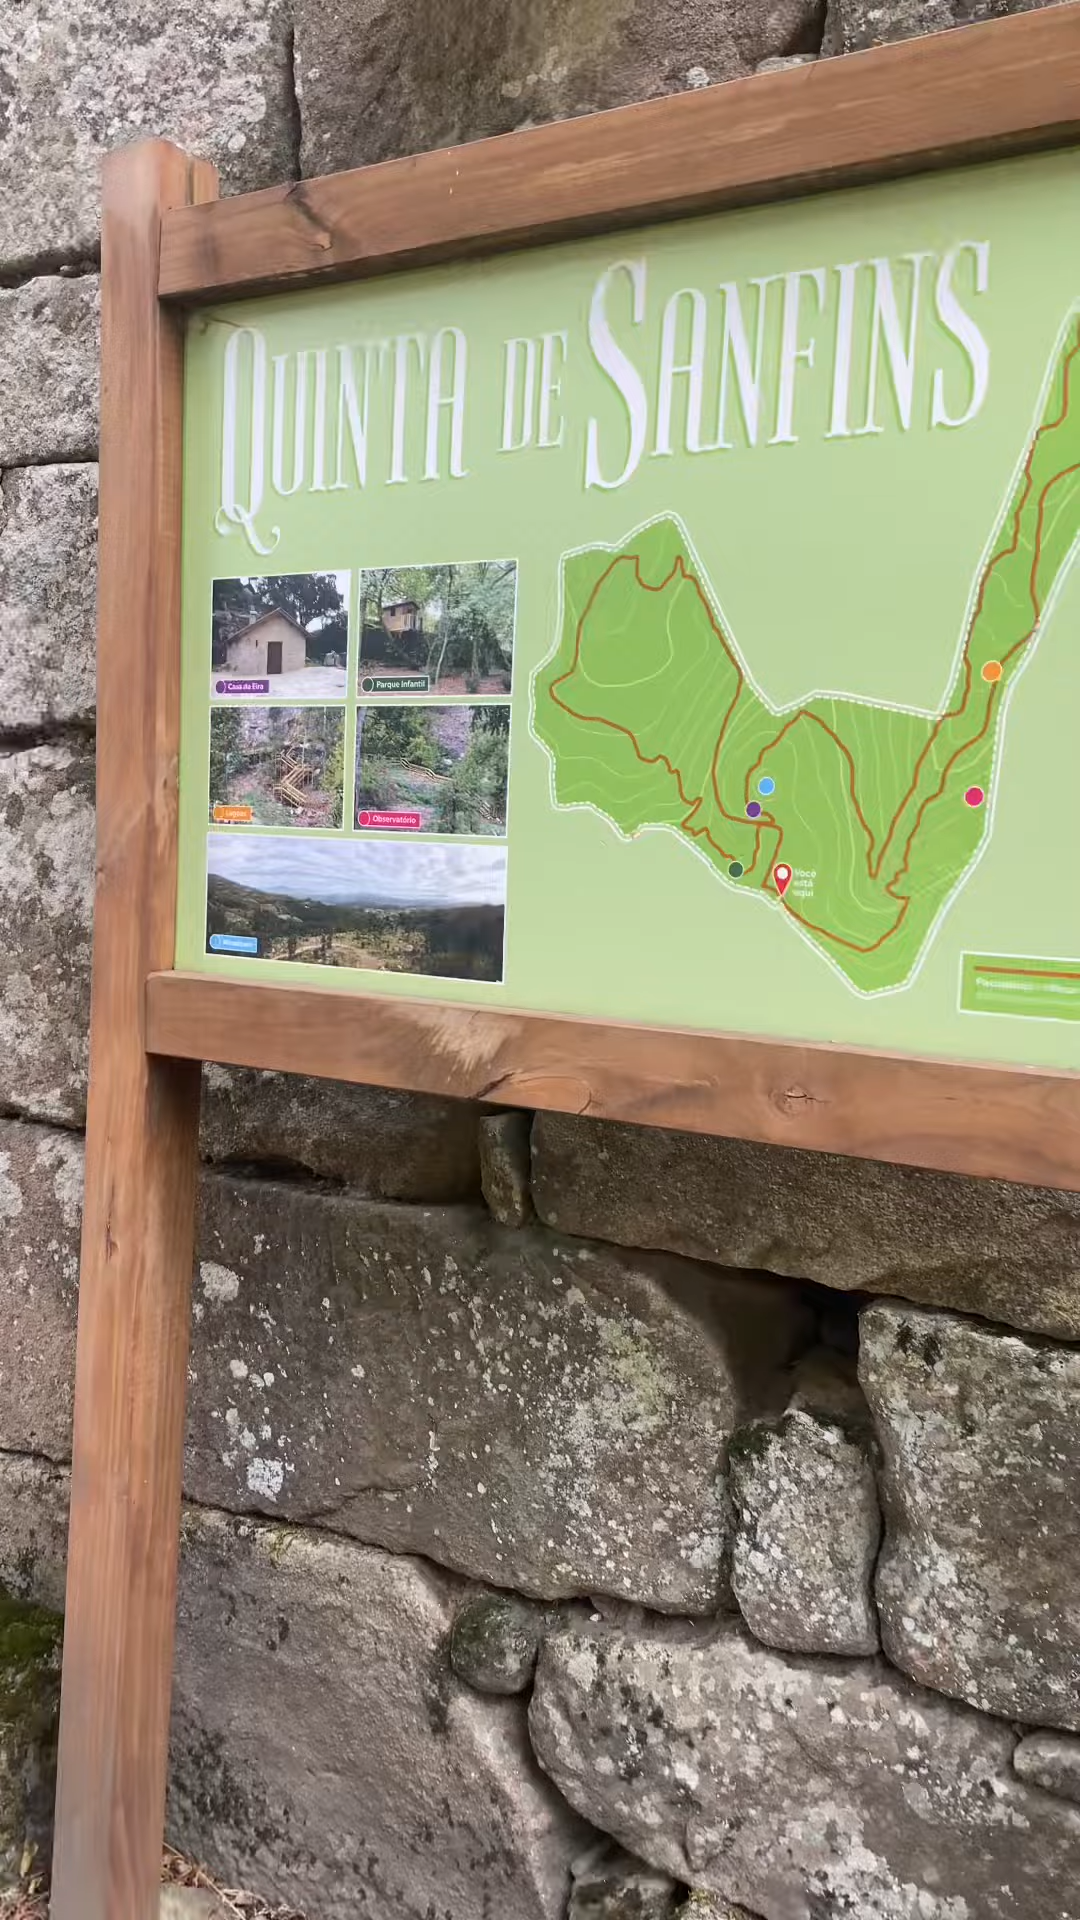 QUINTA DE SANFINS
Casa da Eira
Parque Infantil
Observatório
Você
está
aqui